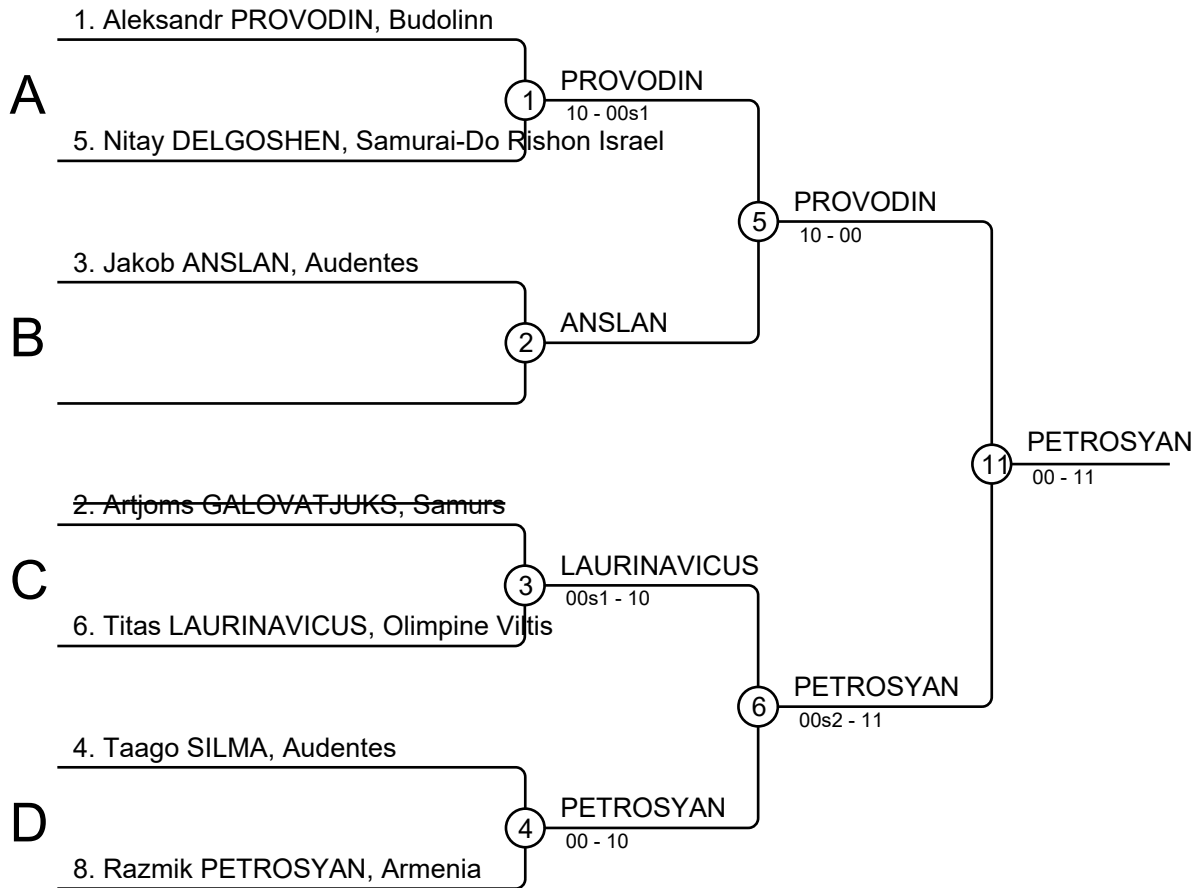 1. Aleksandr PROVODIN, Budolinn
A
1
PROVODIN
10 - 00s1
5. Nitay DELGOSHEN, Samurai-Do Rishon Israel
5
PROVODIN
10 - 00
3. Jakob ANSLAN, Audentes
B
2
ANSLAN
11
PETROSYAN
00 - 11
2. Artjoms GALOVATJUKS, Samurs
C
3
LAURINAVICUS
00s1 - 10
6. Titas LAURINAVICUS, Olimpine Viltis
6
PETROSYAN
00s2 - 11
4. Taago SILMA, Audentes
D
4
PETROSYAN
00 - 10
8. Razmik PETROSYAN, Armenia